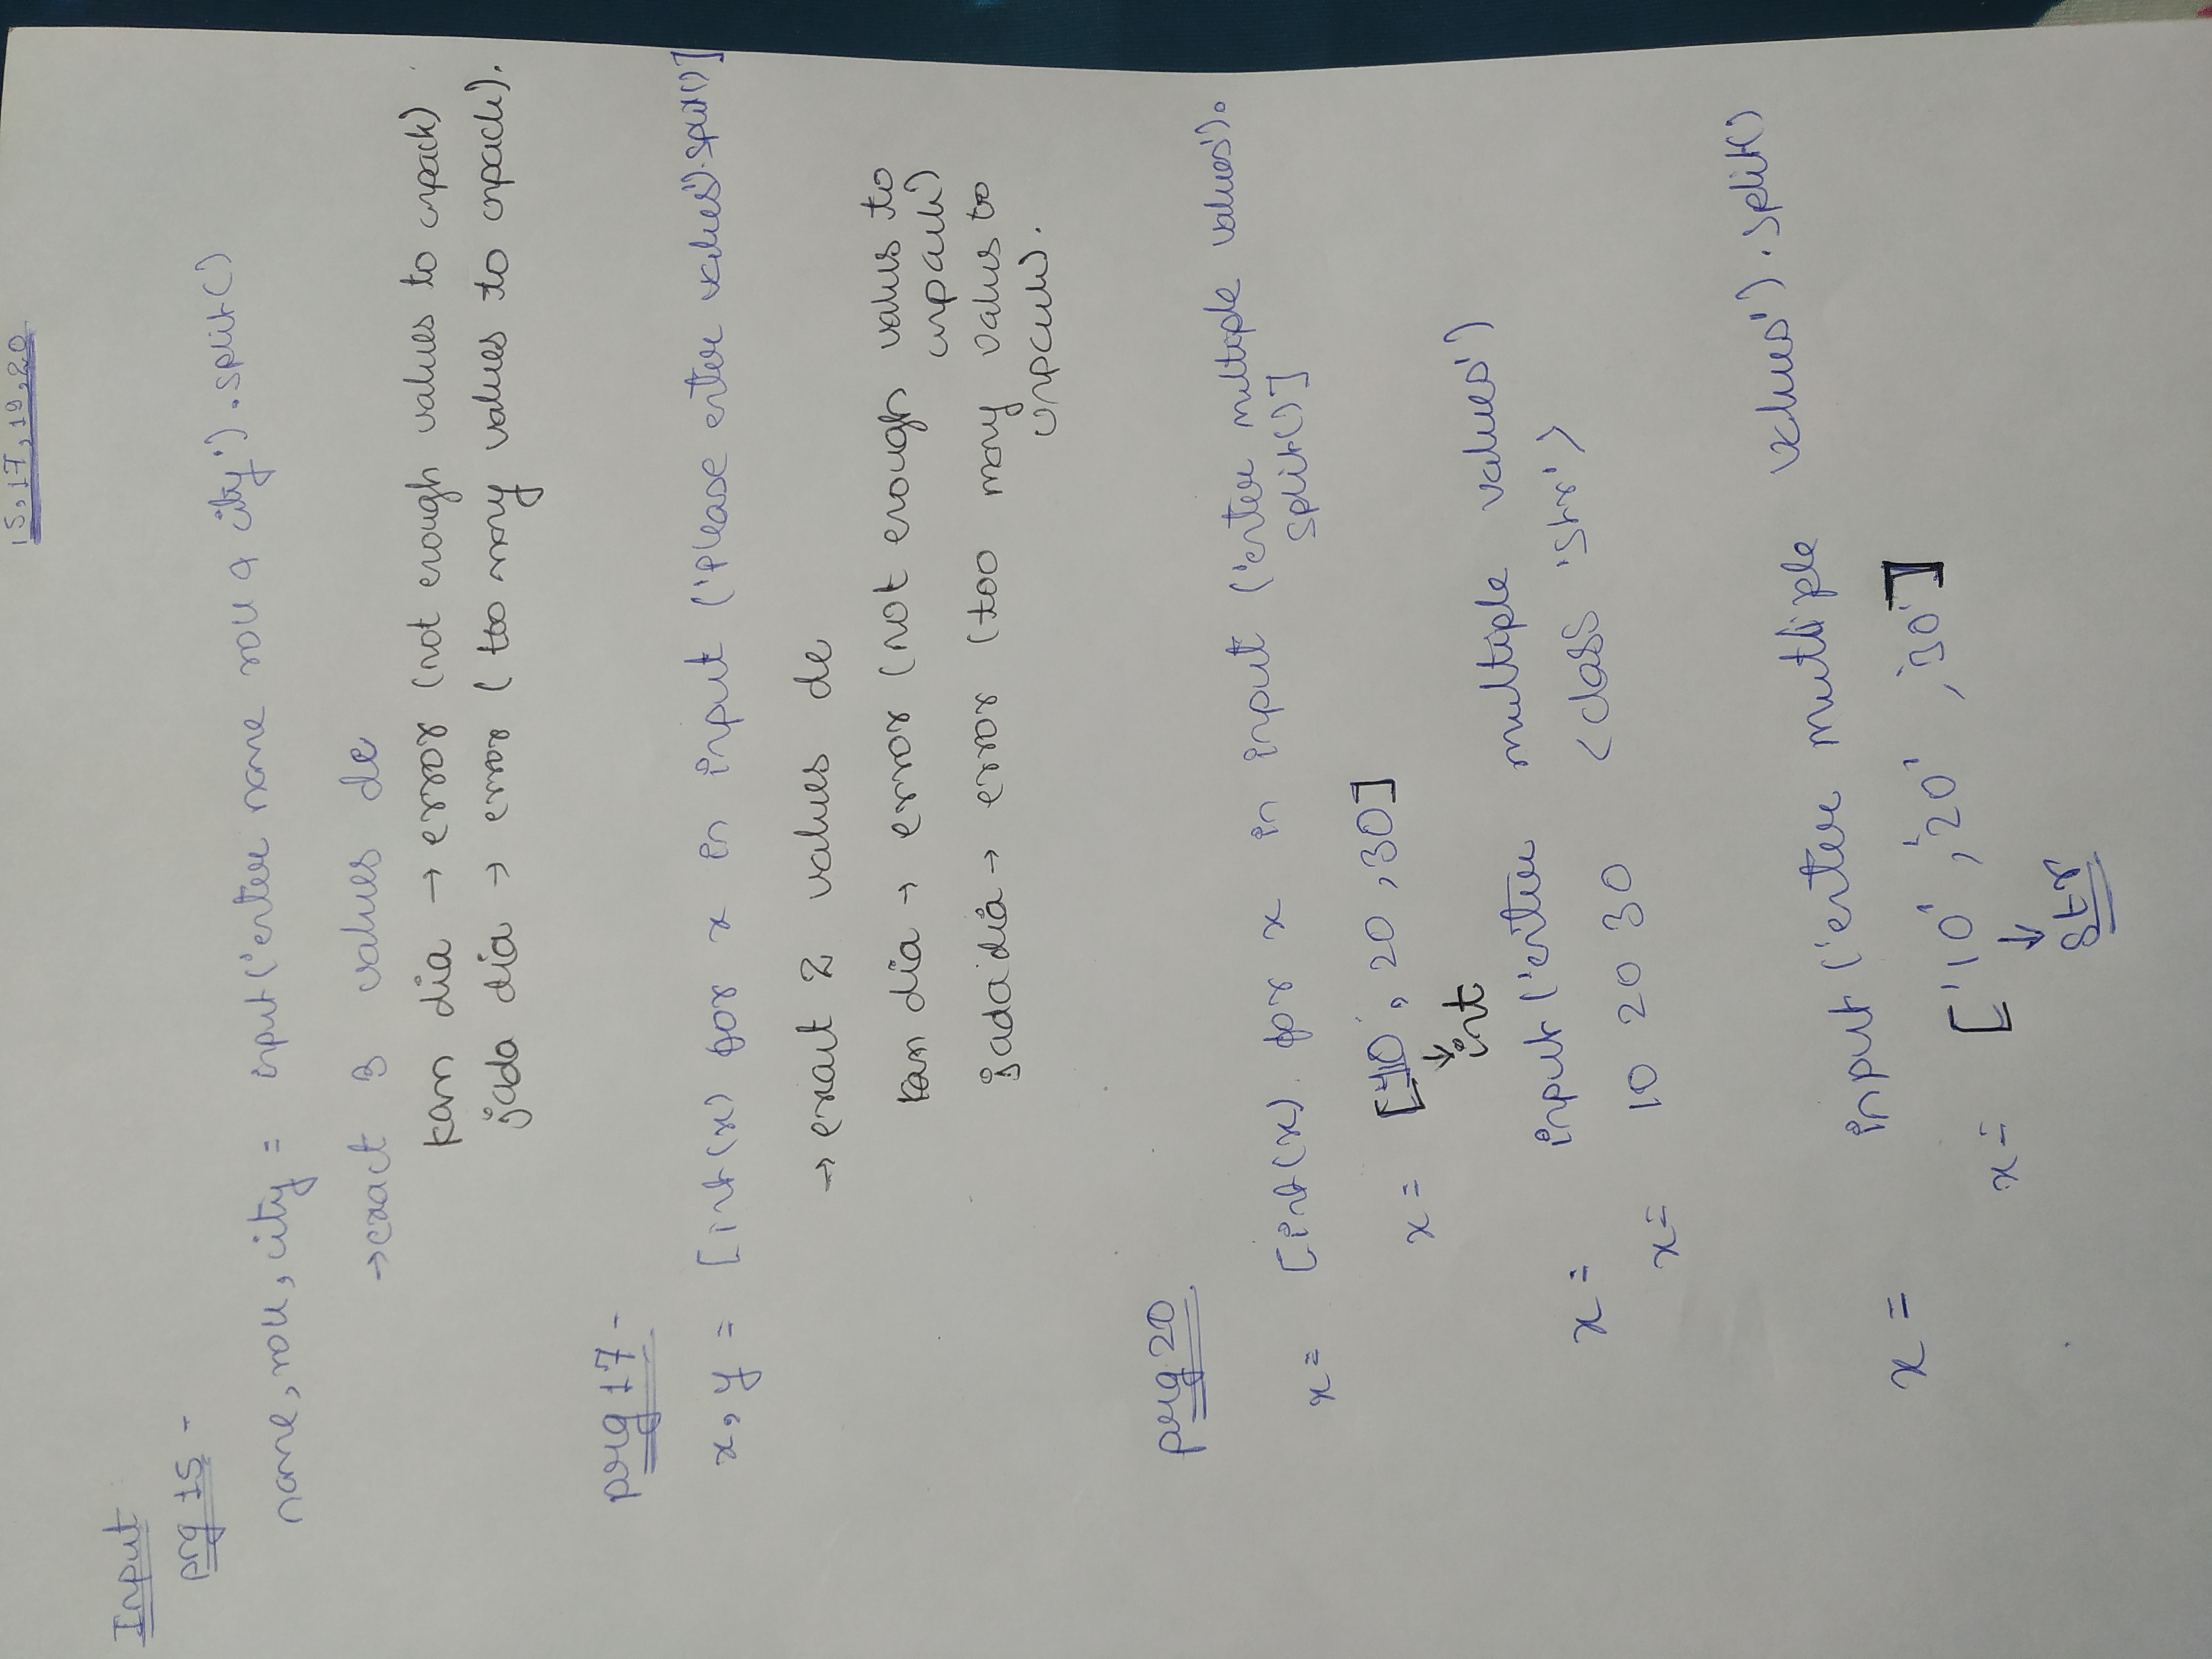 15, 17, 19, 20
Input
prg 15 -
name, roll, city = input('enter name roll & city').split()
→ exact 3 values de
kam dia → error (not enough values to unpack)
jada dia → error (too many values to unpack).
prg 17 -
x, y = [int(x) for x in input ('Please enter values').split()]
→ exact 2 values de
kam dia → error (not enough values to
unpack)
jada dia → error (too many values to
unpack).
prg 20
x = [int(x) for x in input ('enter multiple values').
split()]
x = [10, 20, 30]
↓
int
x = input('enter multiple values')
x = 10 20 30 <class 'str'>
x = input('enter multiple values').split()
x = ['10', '20', '30']
↓
str